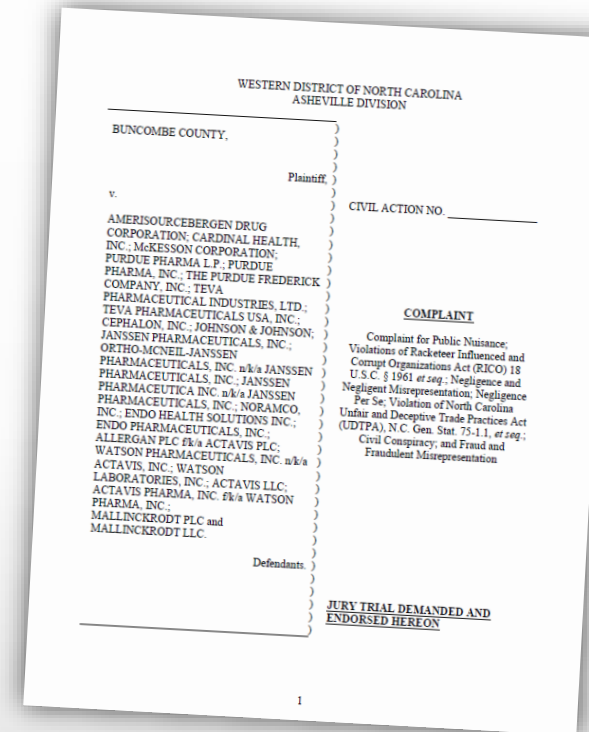 WESTERN DISTRICT OF NORTH CAROLINA
ASHEVILLE DIVISION
BUNCOMBE COUNTY,
Plaintiff,
v.
AMERISOURCEBERGEN DRUG
CORPORATION; CARDINAL HEALTH,
INC.; McKESSON CORPORATION;
PURDUE PHARMA L.P.; PURDUE
PHARMA, INC.; THE PURDUE FREDERICK
COMPANY, INC.; TEVA
PHARMACEUTICAL INDUSTRIES, LTD.;
TEVA PHARMACEUTICALS USA, INC.;
CEPHALON, INC.; JOHNSON & JOHNSON;
JANSSEN PHARMACEUTICALS, INC.;
ORTHO-MCNEIL-JANSSEN
PHARMACEUTICALS, INC. n/k/a JANSSEN
PHARMACEUTICALS, INC.; JANSSEN
PHARMACEUTICA INC. n/k/a JANSSEN
PHARMACEUTICALS, INC.; NORAMCO,
INC.; ENDO HEALTH SOLUTIONS INC.;
ENDO PHARMACEUTICALS, INC.;
ALLERGAN PLC f/k/a ACTAVIS PLC;
WATSON PHARMACEUTICALS, INC. n/k/a
ACTAVIS, INC.; WATSON
LABORATORIES, INC.; ACTAVIS LLC;
ACTAVIS PHARMA, INC. f/k/a WATSON
PHARMA, INC.;
MALLINCKRODT PLC and
MALLINCKRODT LLC.
Defendants.
CIVIL ACTION NO. ____________
COMPLAINT
Complaint for Public Nuisance;
Violations of Racketeer Influenced and
Corrupt Organizations Act (RICO) 18
U.S.C. § 1961 et seq.; Negligence and
Negligent Misrepresentation; Negligence
Per Se; Violation of North Carolina
Unfair and Deceptive Trade Practices Act
(UDTPA), N.C. Gen. Stat. 75-1.1, et seq.;
Civil Conspiracy; and Fraud and
Fraudulent Misrepresentation
JURY TRIAL DEMANDED AND
ENDORSED HEREON
1